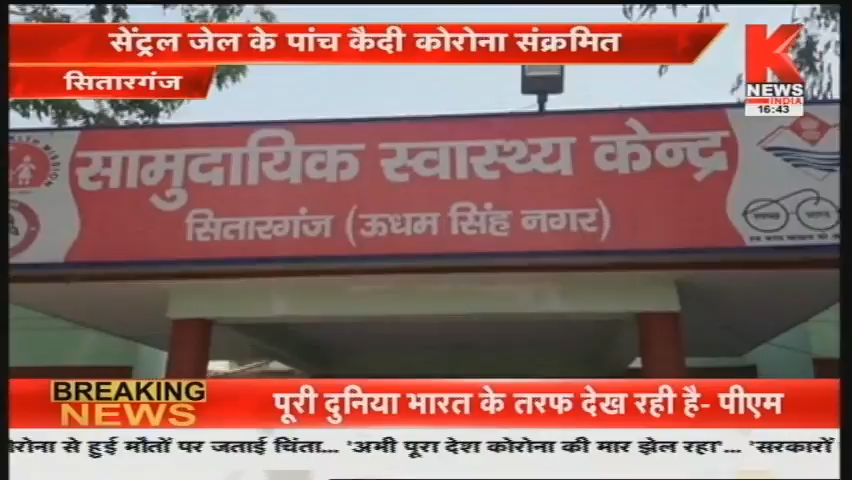 सेंट्रल जेल के पांच कैदी कोरोना संक्रमित
सितारगंज
K
NEWS
INDIA
16:43
सामुदायिक स्वास्थ्य केन्द्र
सितारगंज (ऊधम सिंह नगर)
BREAKING
NEWS
पूरी दुनिया भारत के तरफ देख रही है- पीएम
से हुई मौतों पर जताई चिंता... 'अभी पूरा देश कोरोना की मार झेल रहा'... 'सरकारों